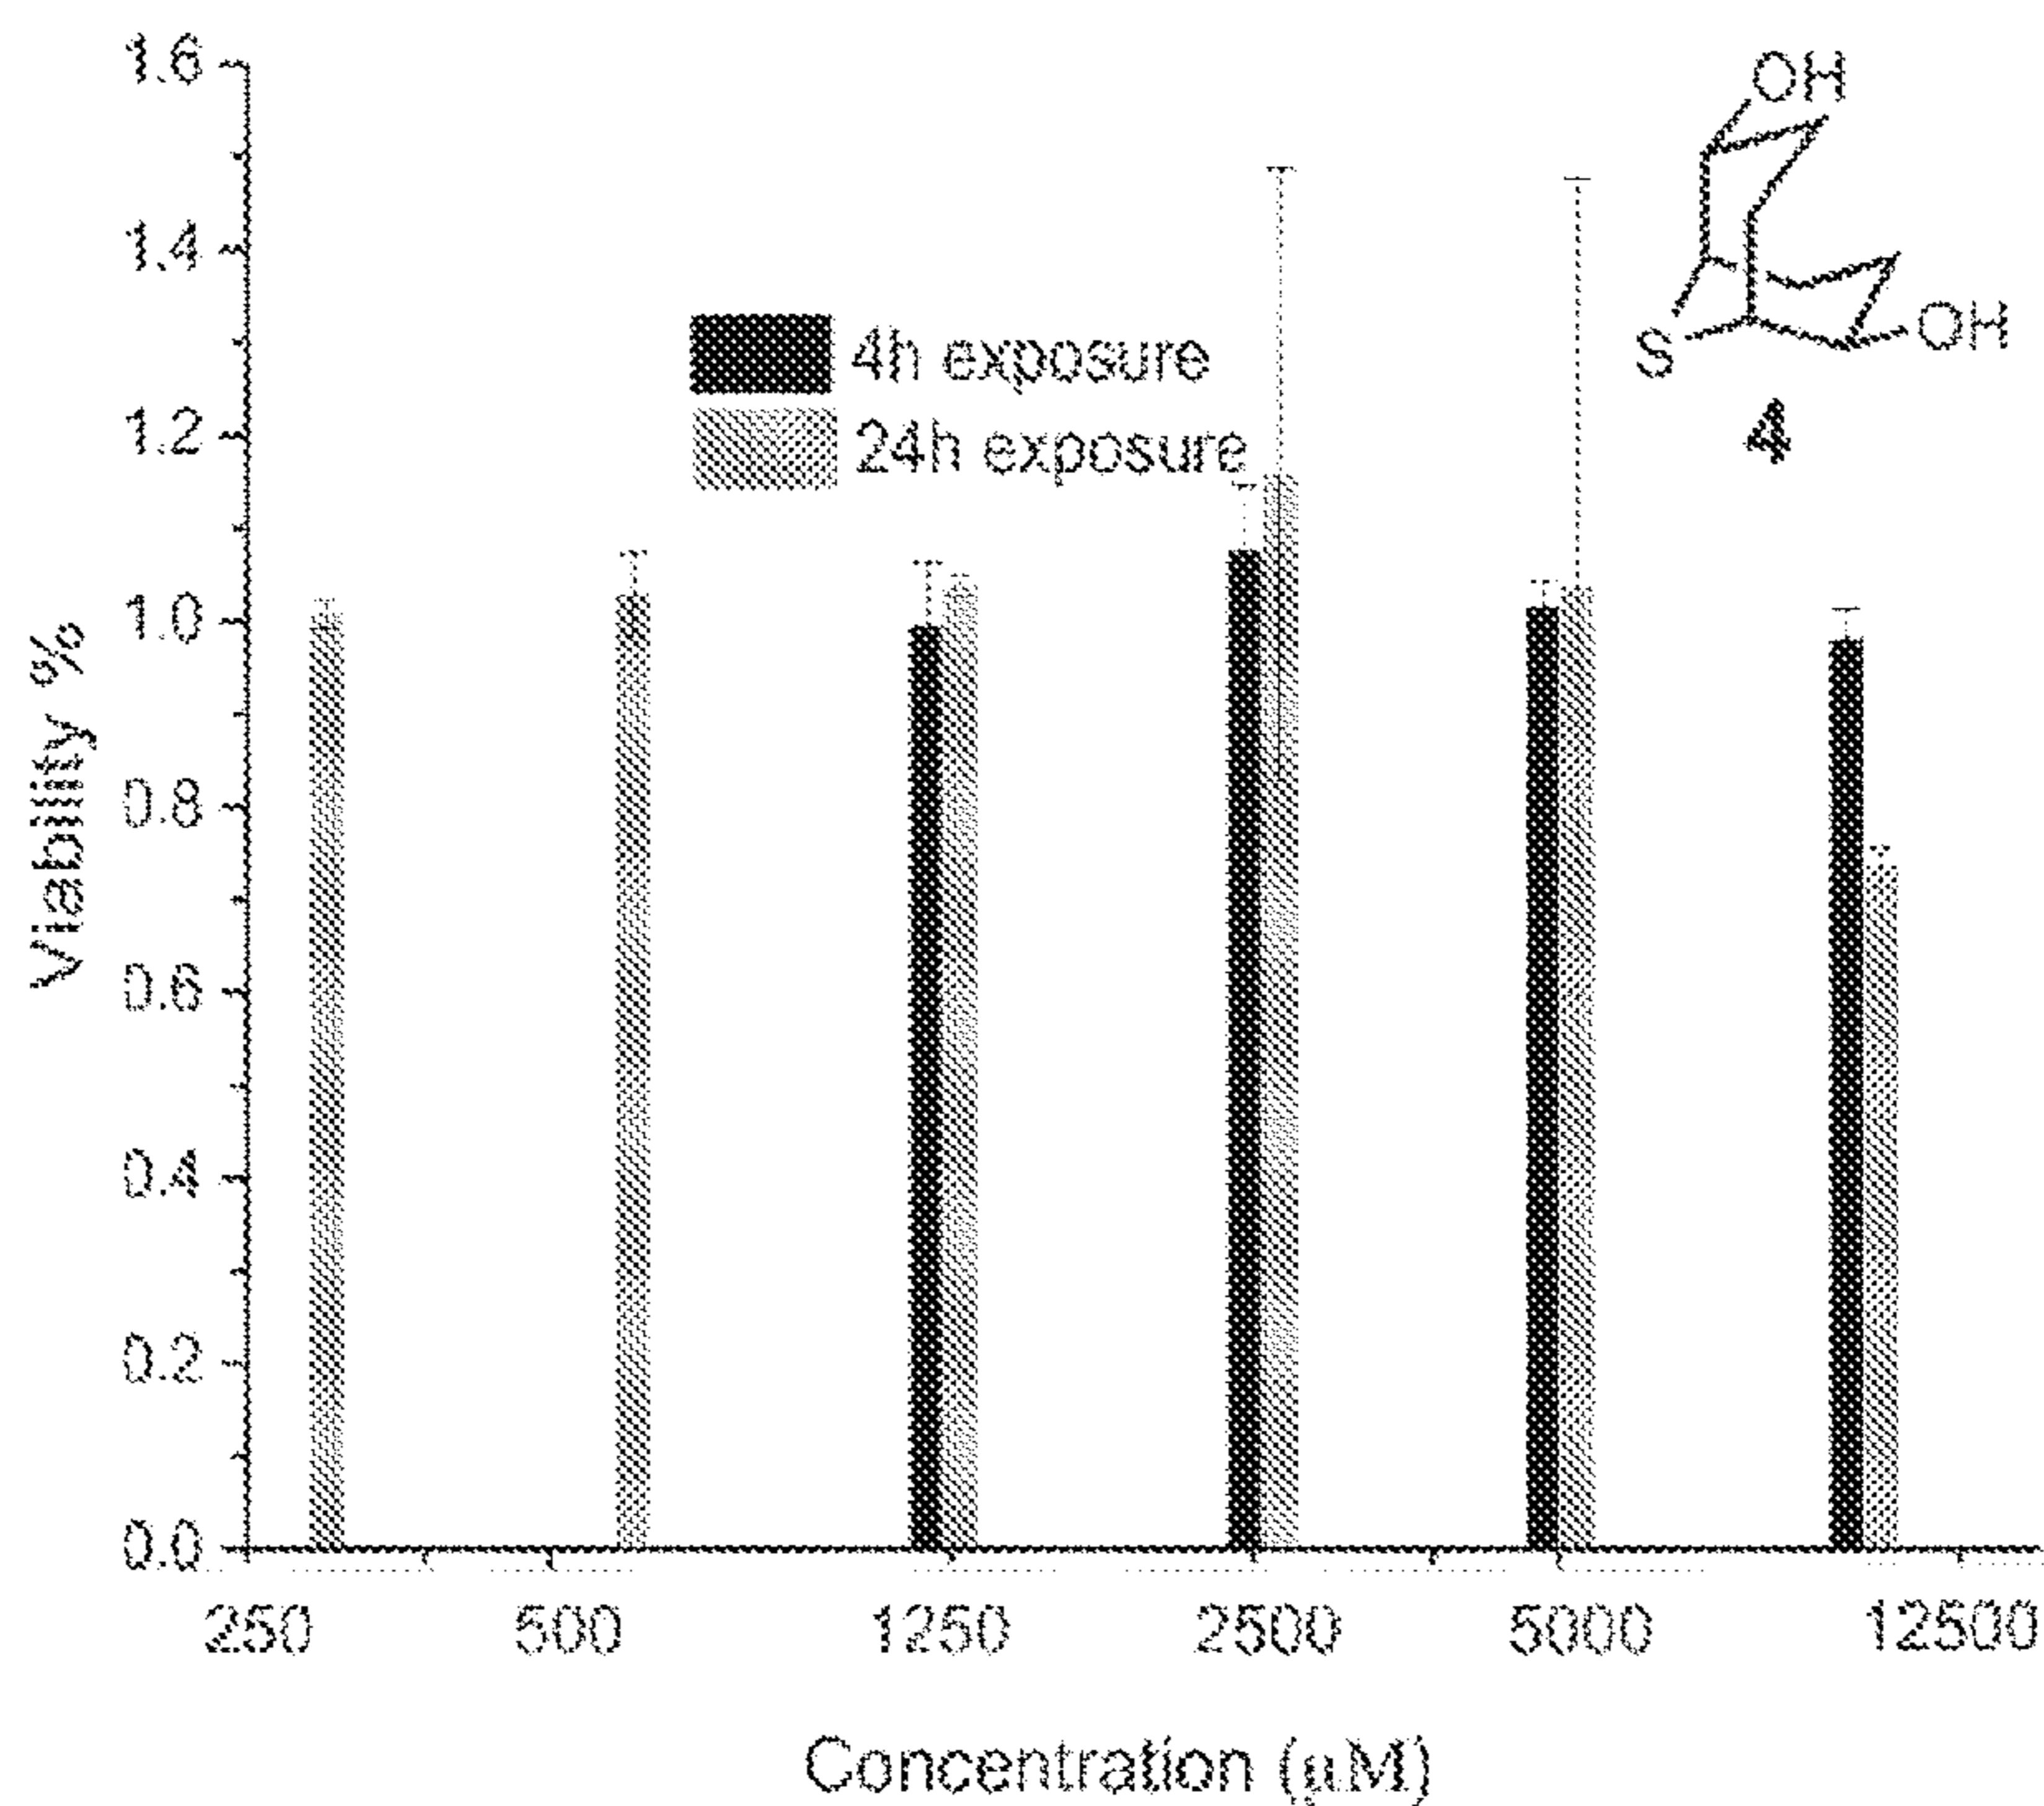 1.6
1.4
1.2
1.0
0.8
0.6
0.4
0.2
0.0
Viability %
4h exposure
24h exposure
OH
OH
S
4
250 500 1250 2500 5000 12500
Concentration (µM)